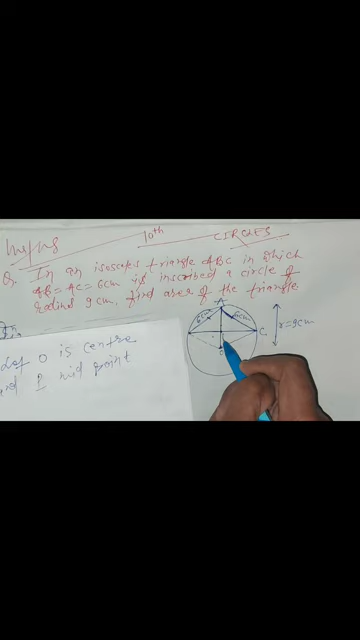 10th CIRCLES
Q. In an isosceles triangle ABC in which
AB = AC = 6cm is inscribed a circle of
radius 9cm, find area of the triangle
A
6cm 6cm
C
r=9cm
O
O is centre
mid point